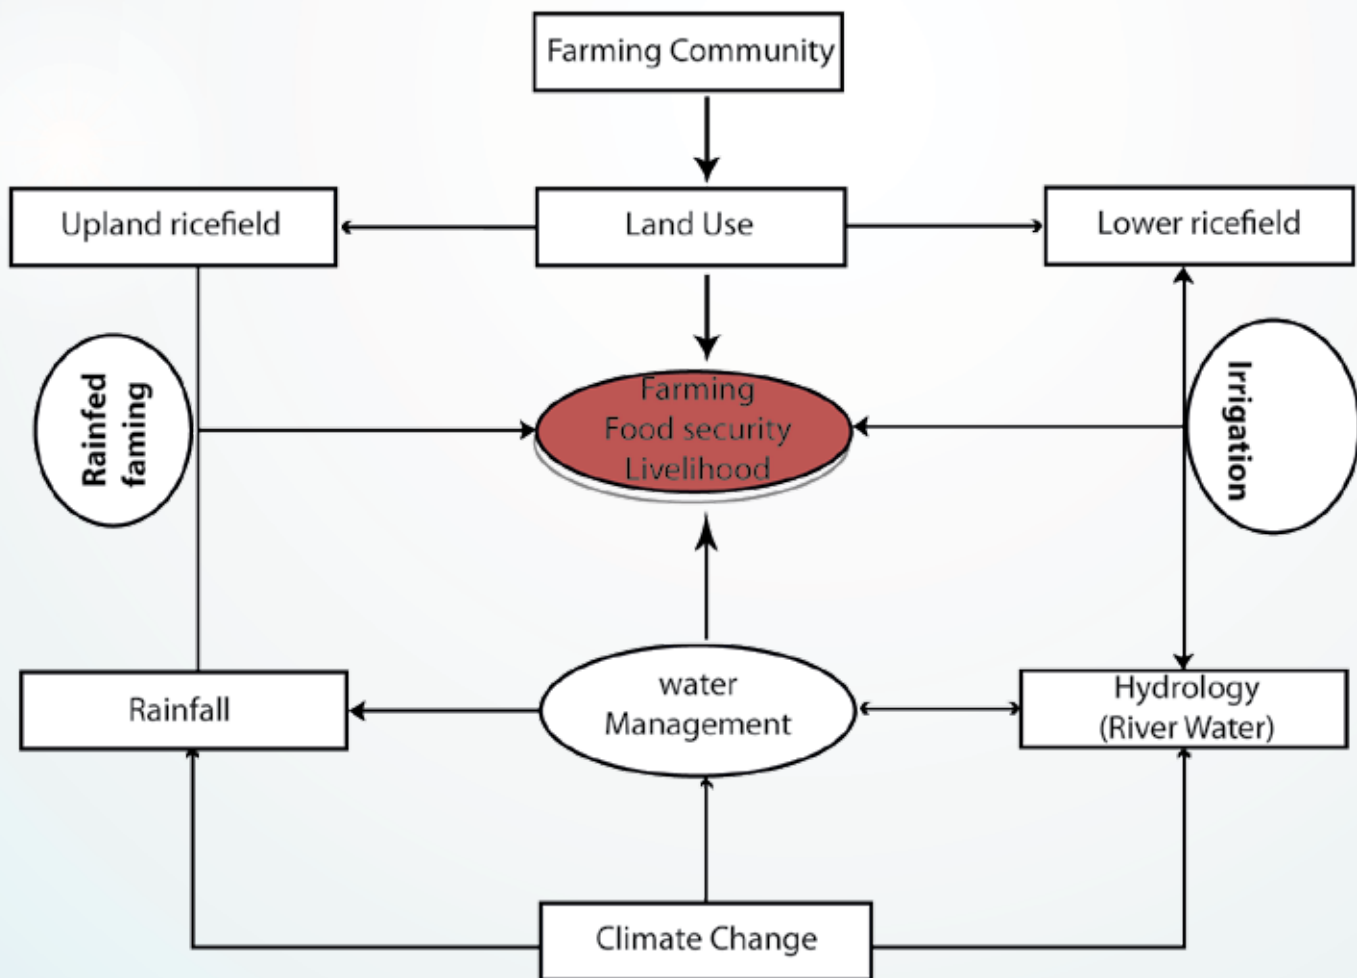 Farming Community
Upland ricefield
Land Use
Lower ricefield
Rainfed
faming
Farming
Food security
Livelihood
Irrigation
Rainfall
water
Management
Hydrology
(River Water)
Climate Change